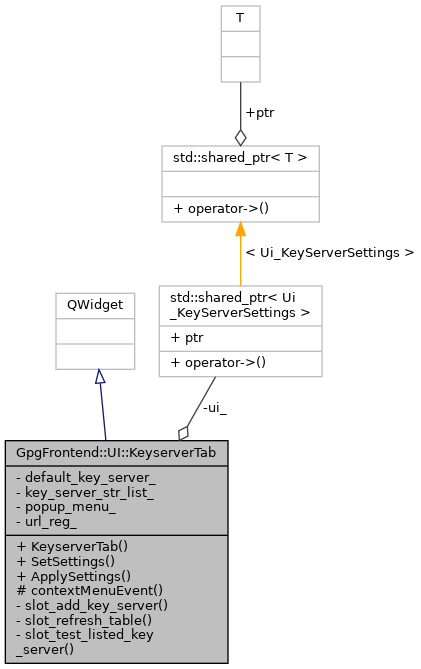 T
+ptr
std::shared_ptr< T >
+ operator->()
< Ui_KeyServerSettings >
std::shared_ptr< Ui
_KeyServerSettings >
+ ptr
+ operator->()
QWidget
-ui_
GpgFrontend::UI::KeyserverTab
- default_key_server_
- key_server_str_list_
- popup_menu_
- url_reg_
+ KeyserverTab()
+ SetSettings()
+ ApplySettings()
# contextMenuEvent()
- slot_add_key_server()
- slot_refresh_table()
- slot_test_listed_key
_server()